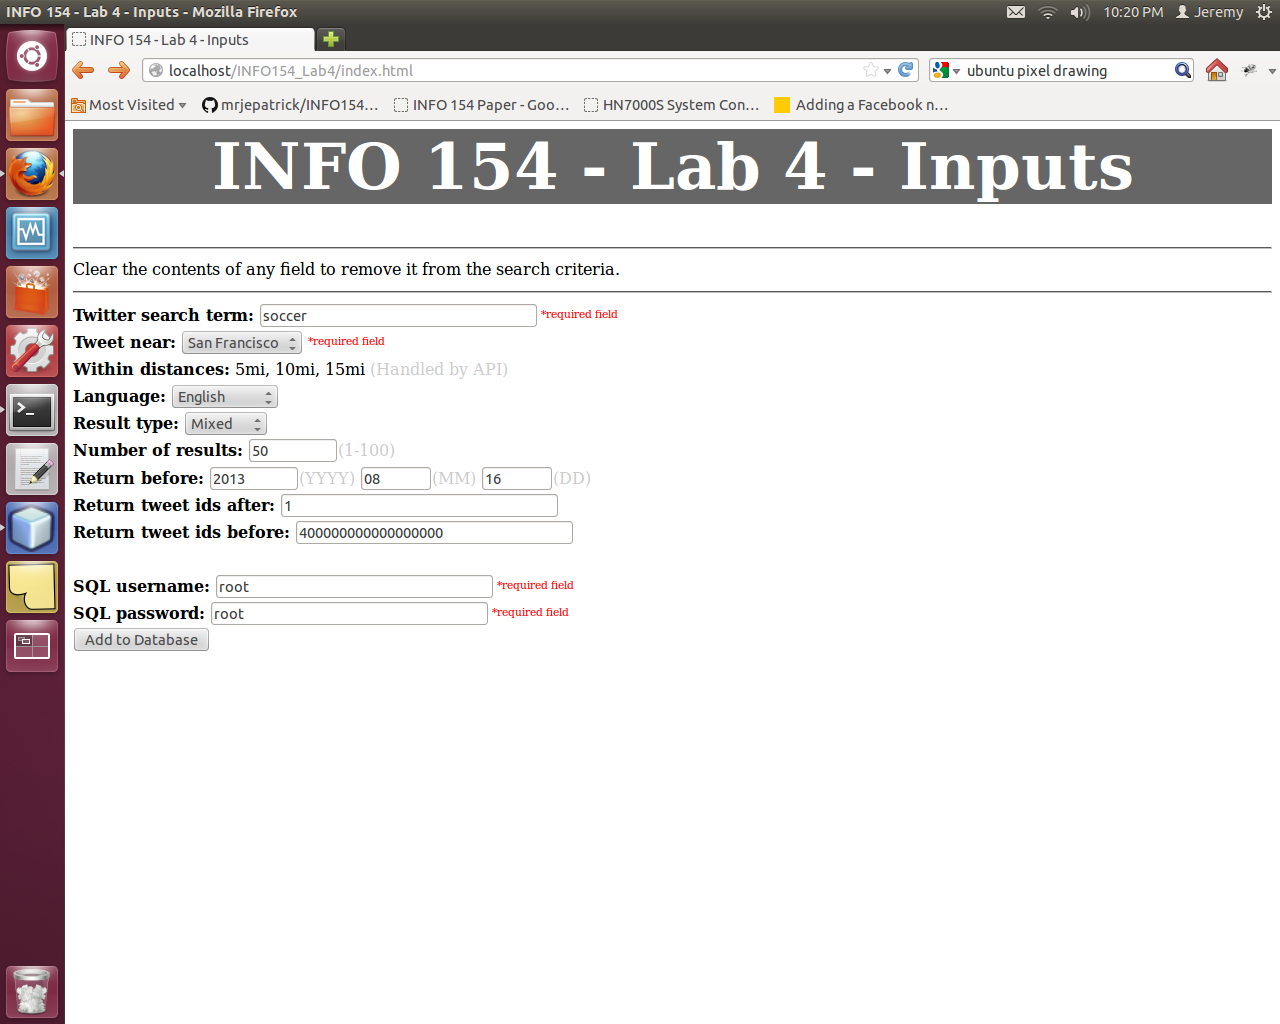 INFO 154 - Lab 4 - Inputs - Mozilla Firefox
10:20 PM Jeremy
INFO 154 - Lab 4 - Inputs
localhost/INFO154_Lab4/index.html
ubuntu pixel drawing
Most Visited mrjepatrick/INFO154... INFO 154 Paper - Goo... HN7000S System Con... Adding a Facebook n...
INFO 154 - Lab 4 - Inputs
Clear the contents of any field to remove it from the search criteria.
Twitter search term: soccer *required field
Tweet near: San Francisco *required field
Within distances: 5mi, 10mi, 15mi (Handled by API)
Language: English
Result type: Mixed
Number of results: 50 (1-100)
Return before: 2013 (YYYY) 08 (MM) 16 (DD)
Return tweet ids after: 1
Return tweet ids before: 400000000000000000
SQL username: root *required field
SQL password: root *required field
Add to Database